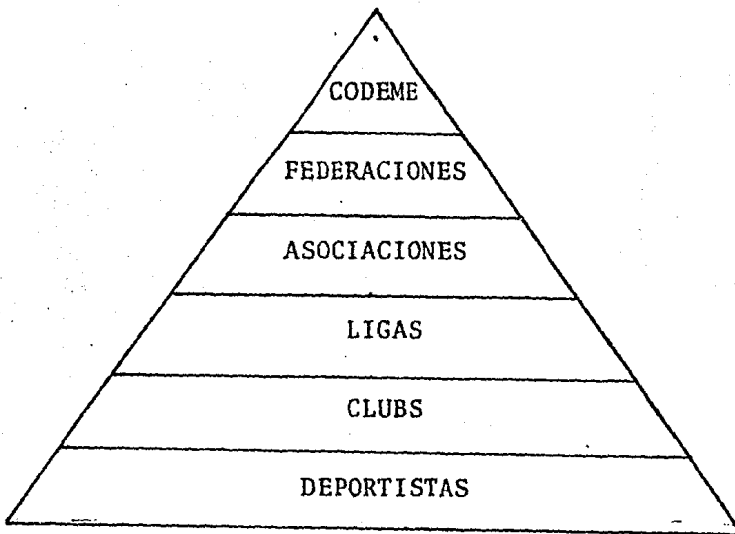 CODEME
FEDERACIONES
ASOCIACIONES
LIGAS
CLUBS
DEPORTISTAS